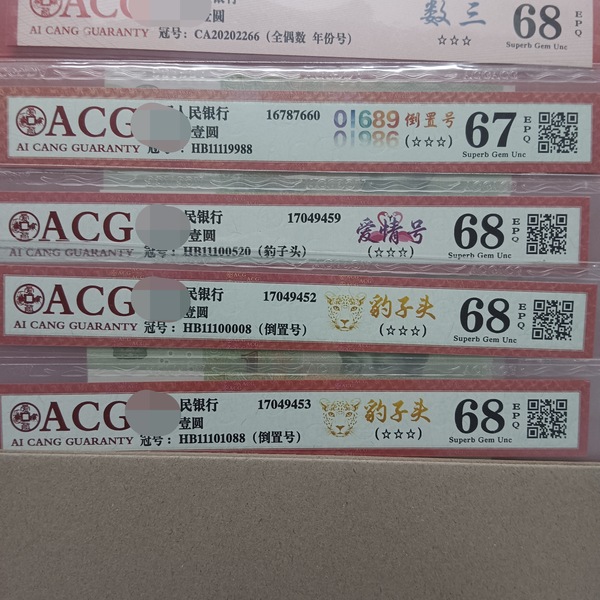 ACG
银行
壹圆
数三
68
EPQ
AI CANG GUARANTY
冠号：CA20202266（全偶数 年份号）
☆☆☆
Superb Gem Unc
ACG
人民银行
16787660
01689
倒置号
67
EPQ
壹圆
01986
(☆☆☆)
AI CANG GUARANTY
冠号：HB11119988
Superb Gem Unc
ACG
民银行
17049459
爱情号
68
EPQ
壹圆
AI CANG GUARANTY
冠号：HB11100520（豹子头）
(☆☆☆)
Superb Gem Unc
ACG
民银行
17049452
豹子头
68
EPQ
壹圆
AI CANG GUARANTY
冠号：HB11100008（倒置号）
(☆☆☆)
Superb Gem Unc
ACG
民银行
17049453
豹子头
68
EPQ
壹圆
AI CANG GUARANTY
冠号：HB11101088（倒置号）
(☆☆☆)
Superb Gem Unc